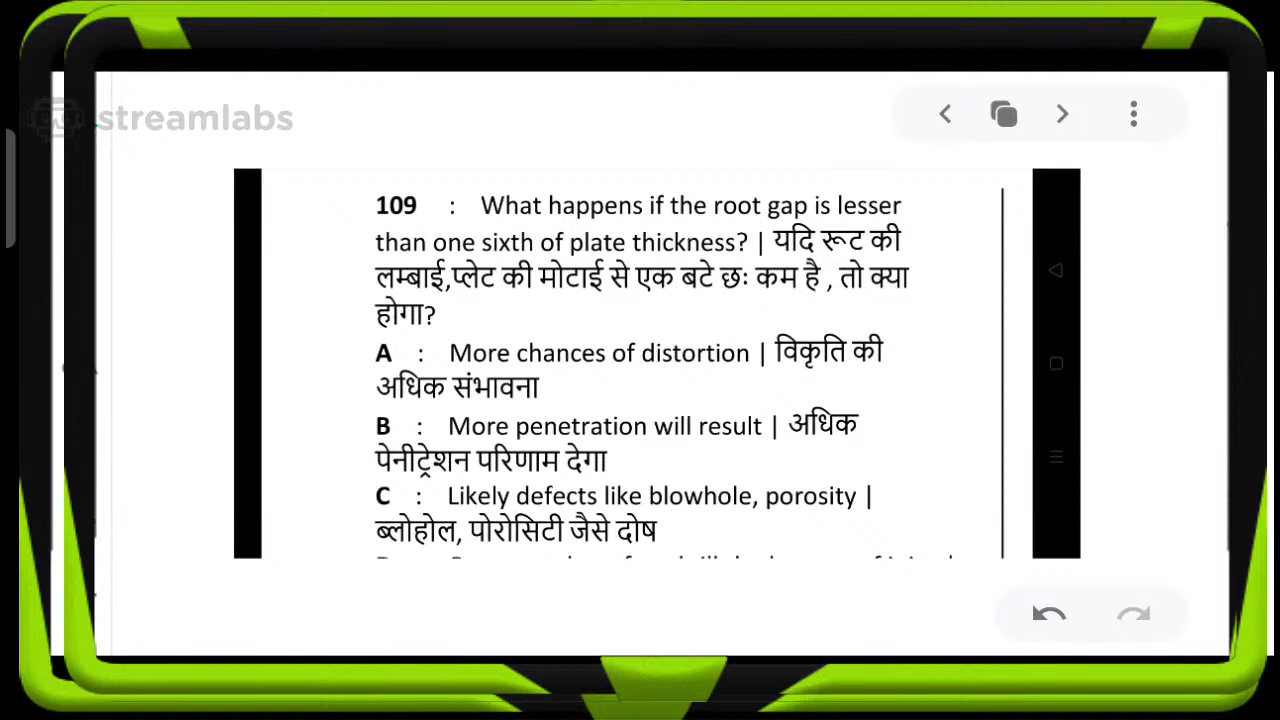 streamlabs
109 : What happens if the root gap is lesser
than one sixth of plate thickness? | यदि रूट की
लम्बाई,प्लेट की मोटाई से एक बटे छः कम है , तो क्या
होगा?
A : More chances of distortion | विकृति की
अधिक संभावना
B : More penetration will result | अधिक
पेनीट्रेशन परिणाम देगा
C : Likely defects like blowhole, porosity |
ब्लोहोल, पोरोसिटी जैसे दोष